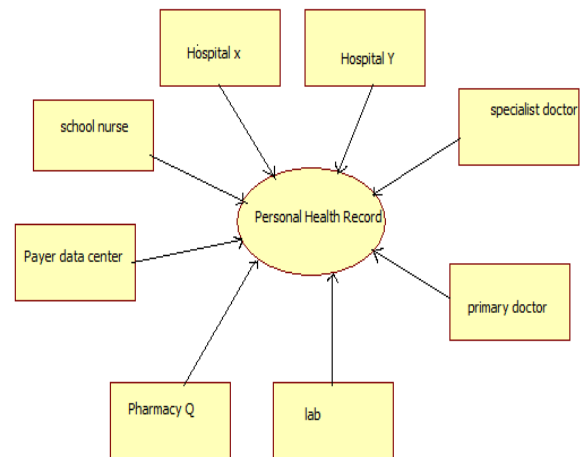 Hospital x
Hospital Y
specialist doctor
school nurse
Personal Health Record
Payer data center
primary doctor
Pharmacy Q
lab